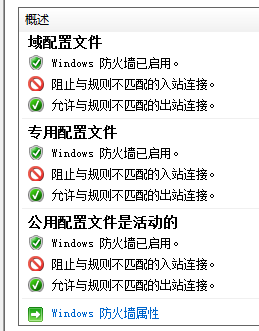 概述
域配置文件
Windows 防火墙已启用。
阻止与规则不匹配的入站连接。
允许与规则不匹配的出站连接。
专用配置文件
Windows 防火墙已启用。
阻止与规则不匹配的入站连接。
允许与规则不匹配的出站连接。
公用配置文件是活动的
Windows 防火墙已启用。
阻止与规则不匹配的入站连接。
允许与规则不匹配的出站连接。
Windows 防火墙属性